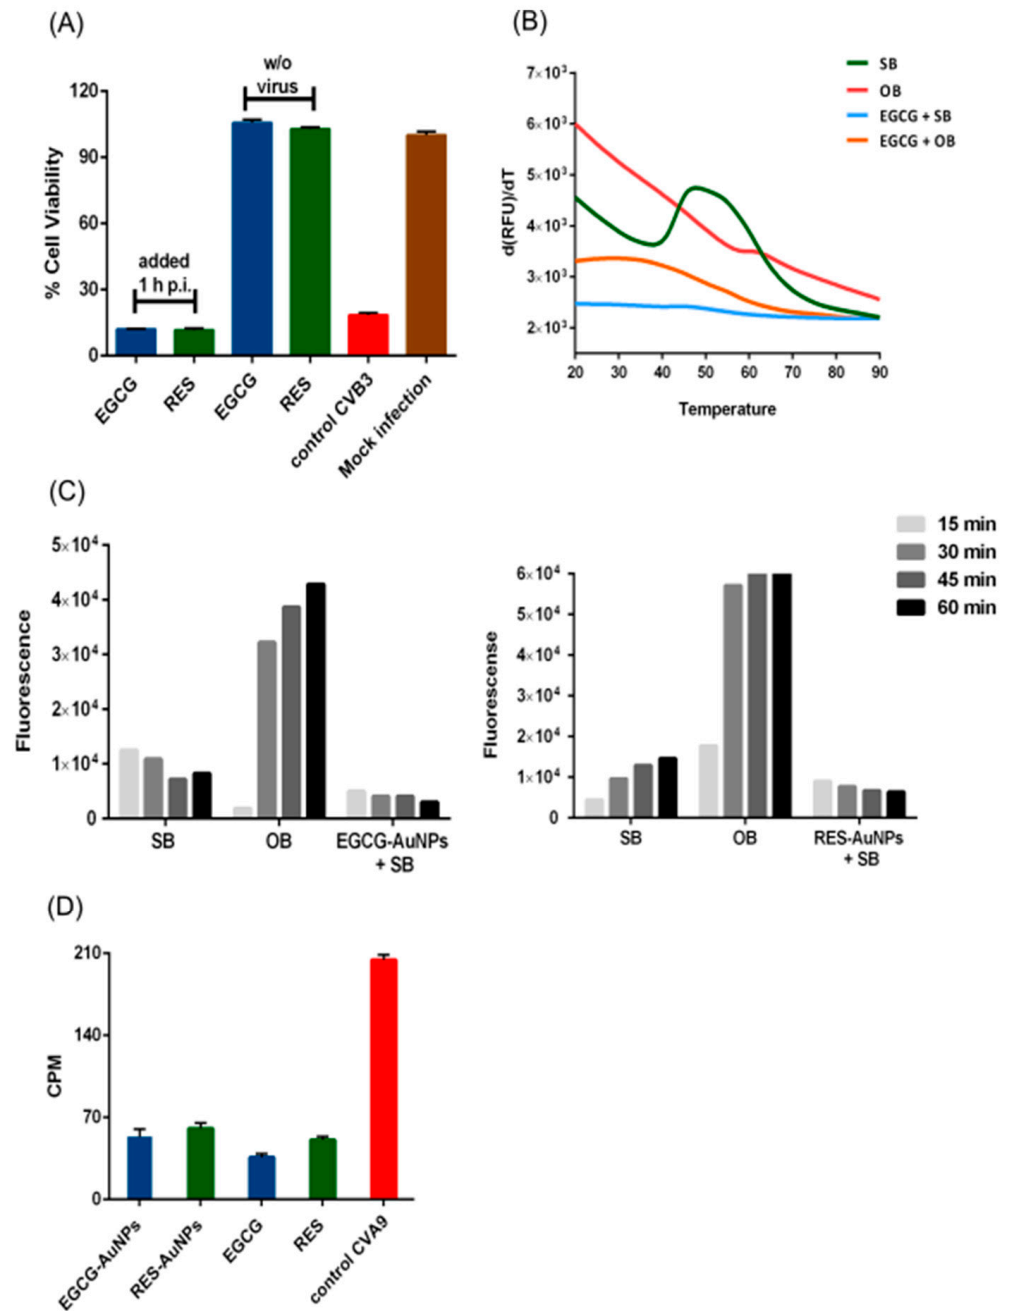 (A)
w/o
virus
120
90
60
30
0
% Cell Viability
added
1 h p.i.
EGCG
RES
EGCG
RES
control CVB3
Mock infection
(B)
SB
OB
EGCG + SB
EGCG + OB
7×10³
6×10³
5×10³
4×10³
3×10³
2×10³
d(RFU)/dT
20 30 40 50 60 70 80 90
Temperature
(C)
5×10⁴
4×10⁴
3×10⁴
2×10⁴
1×10⁴
0
Fluorescence
SB OB EGCG-AuNPs
+ SB
15 min
30 min
45 min
60 min
6×10⁴
5×10⁴
4×10⁴
3×10⁴
2×10⁴
1×10⁴
0
Fluorescense
SB OB RES-AuNPs
+ SB
(D)
210
140
70
0
CPM
EGCG-AuNPs
RES-AuNPs
EGCG
RES
control CVA9